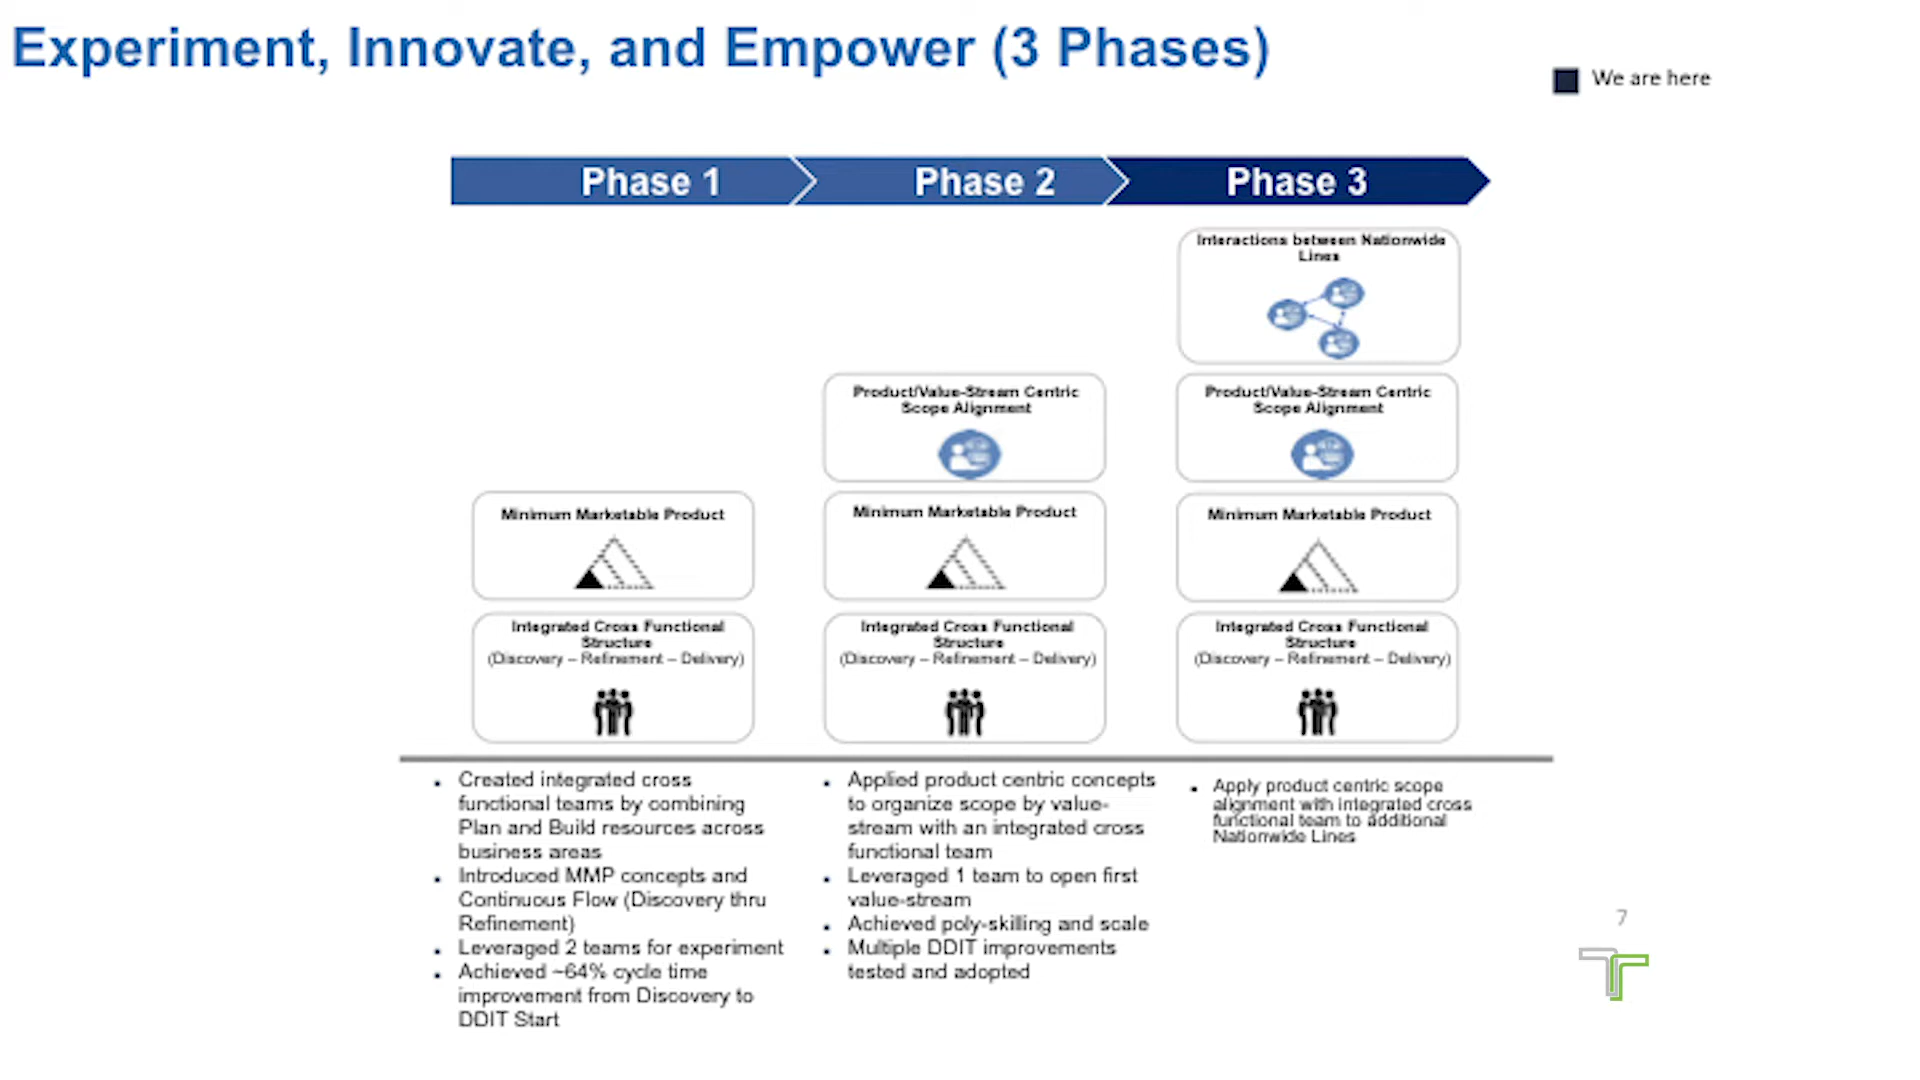 Experiment, Innovate, and Empower (3 Phases)
We are here
Phase 1
Phase 2
Phase 3
Interactions between Nationwide
Lines
Product/Value-Stream Centric
Scope Alignment
Product/Value-Stream Centric
Scope Alignment
Minimum Marketable Product
Minimum Marketable Product
Minimum Marketable Product
Integrated Cross Functional
Structure
(Discovery – Refinement – Delivery)
Integrated Cross Functional
Structure
(Discovery – Refinement – Delivery)
Integrated Cross Functional
Structure
(Discovery – Refinement – Delivery)
• Created integrated cross
functional teams by combining
Plan and Build resources across
business areas
• Introduced MMP concepts and
Continuous Flow (Discovery thru
Refinement)
• Leveraged 2 teams for experiment
• Achieved ~64% cycle time
improvement from Discovery to
DDIT Start
• Applied product centric concepts
to organize scope by value-
stream with an integrated cross
functional team
• Leveraged 1 team to open first
value-stream
• Achieved poly-skilling and scale
• Multiple DDIT improvements
tested and adopted
• Apply product centric scope
alignment with integrated cross
functional team to additional
Nationwide Lines
7